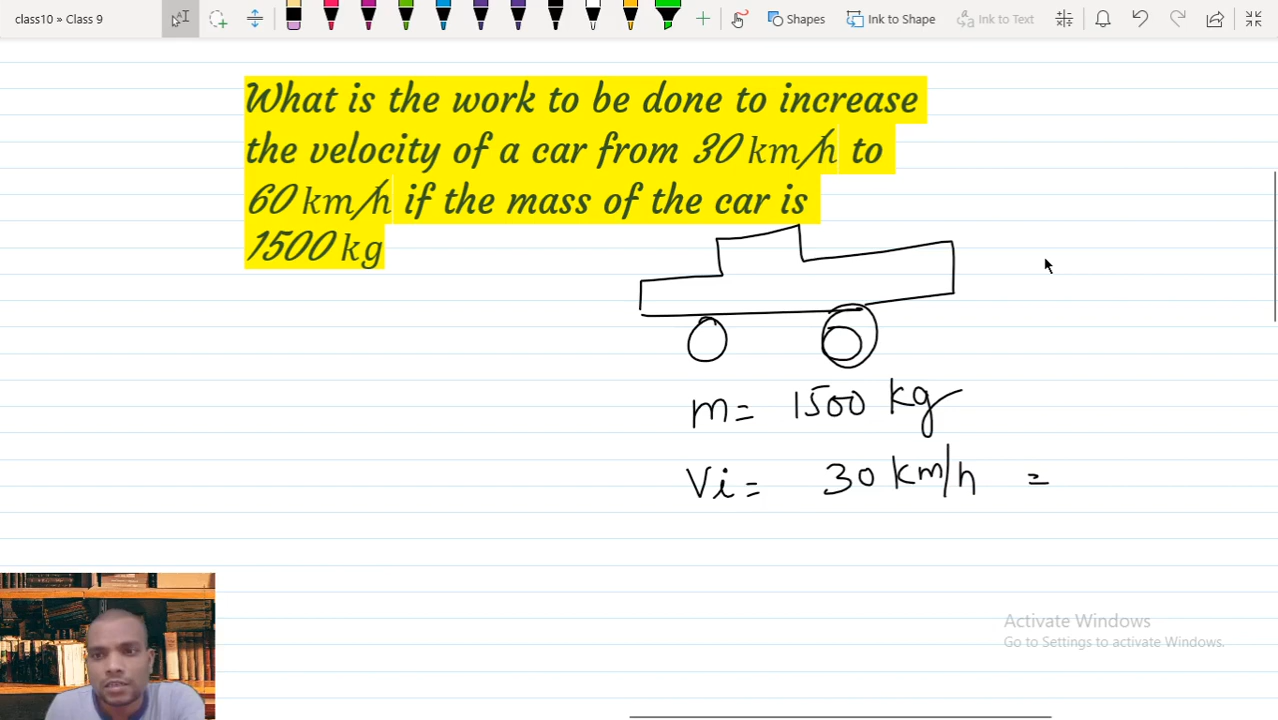 class10 » Class 9
Shapes
Ink to Shape
Ink to Text
What is the work to be done to increase
the velocity of a car from 30 km/h to
60 km/h if the mass of the car is
1500 kg
m= 1500 kg
Vi= 30 km/h =
Activate Windows
Go to Settings to activate Windows.